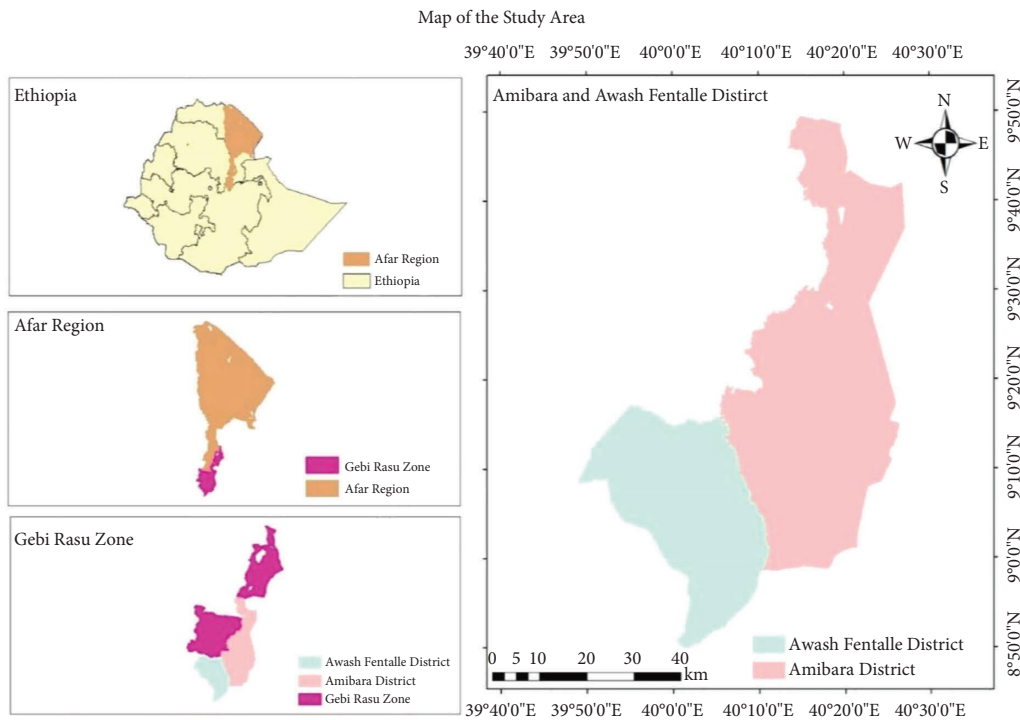 Map of the Study Area
Ethiopia
Afar Region
Ethiopia
Afar Region
Gebi Rasu Zone
Afar Region
Gebi Rasu Zone
Awash Fentalle District
Amibara District
Gebi Rasu Zone
39°40'0"E 39°50'0"E 40°0'0"E 40°10'0"E 40°20'0"E 40°30'0"E
Amibara and Awash Fentalle Distirct
N
W E
S
9°50'0"N
9°40'0"N
9°30'0"N
9°20'0"N
9°10'0"N
9°0'0"N
8°50'0"N
Awash Fentalle District
Amibara District
0 5 10 20 30 40
km
39°40'0"E 39°50'0"E 40°0'0"E 40°10'0"E 40°20'0"E 40°30'0"E